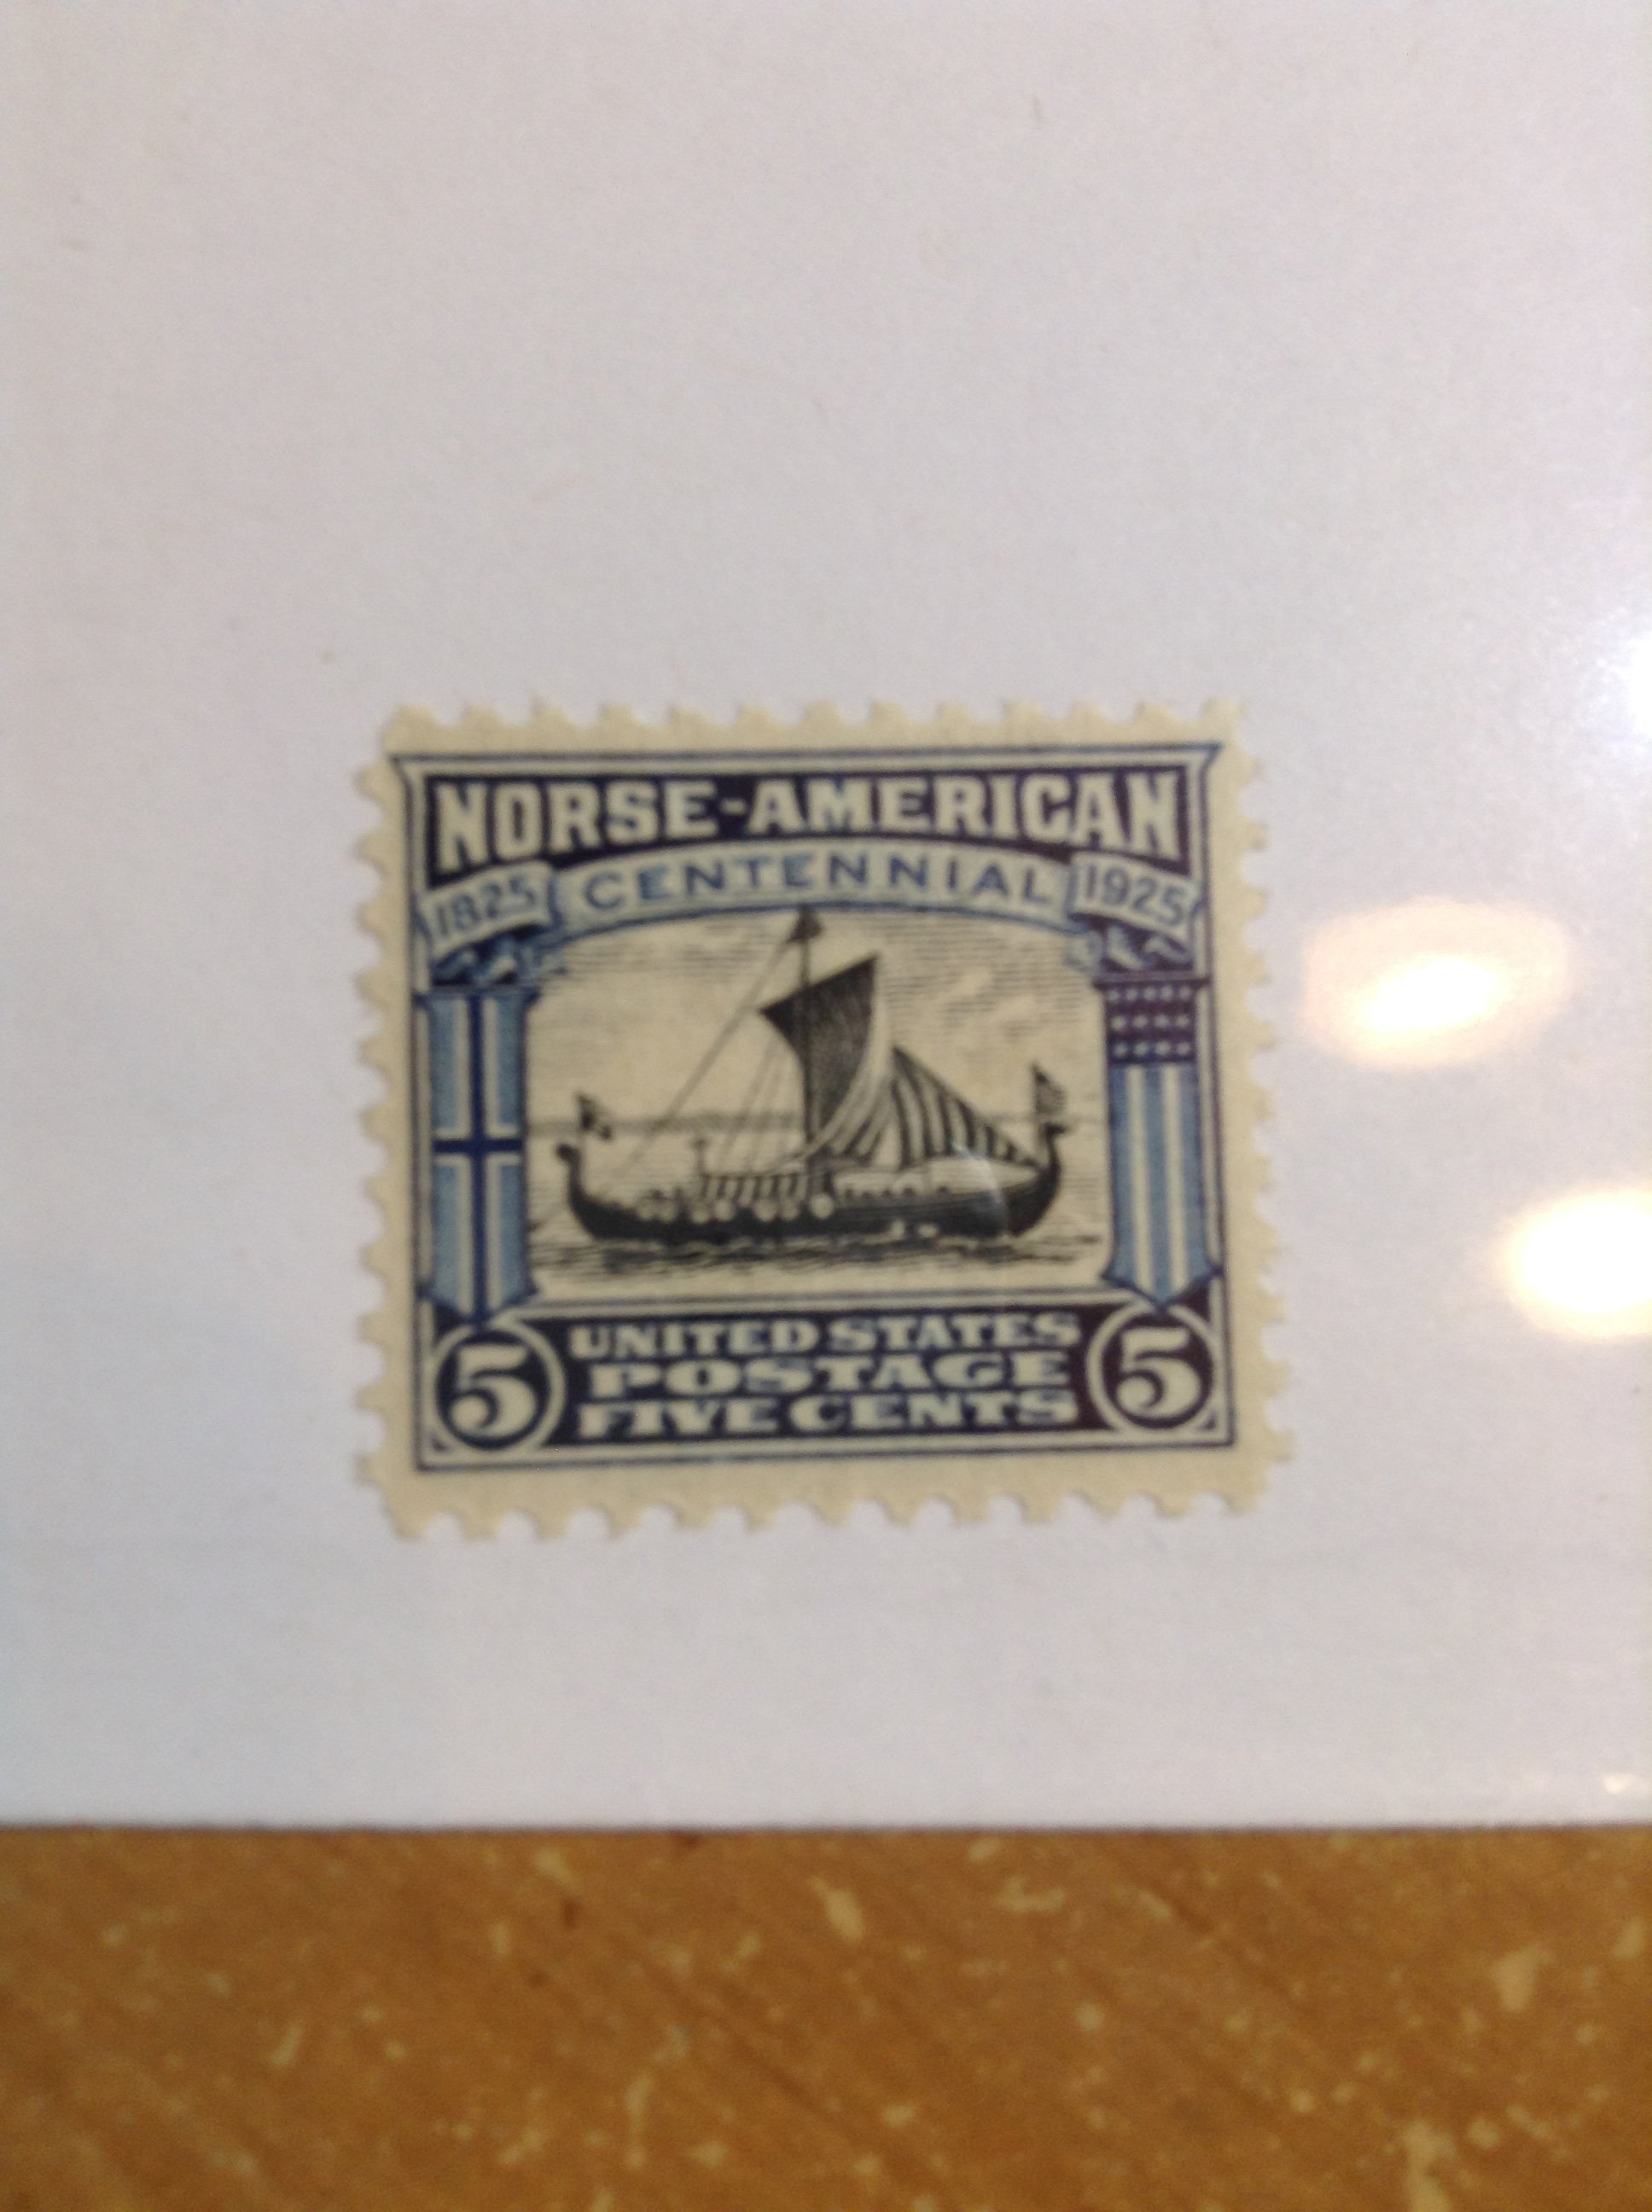 NORSE-AMERICAN
1825 CENTENNIAL 1925
UNITED STATES
POSTAGE
5 FIVE CENTS 5